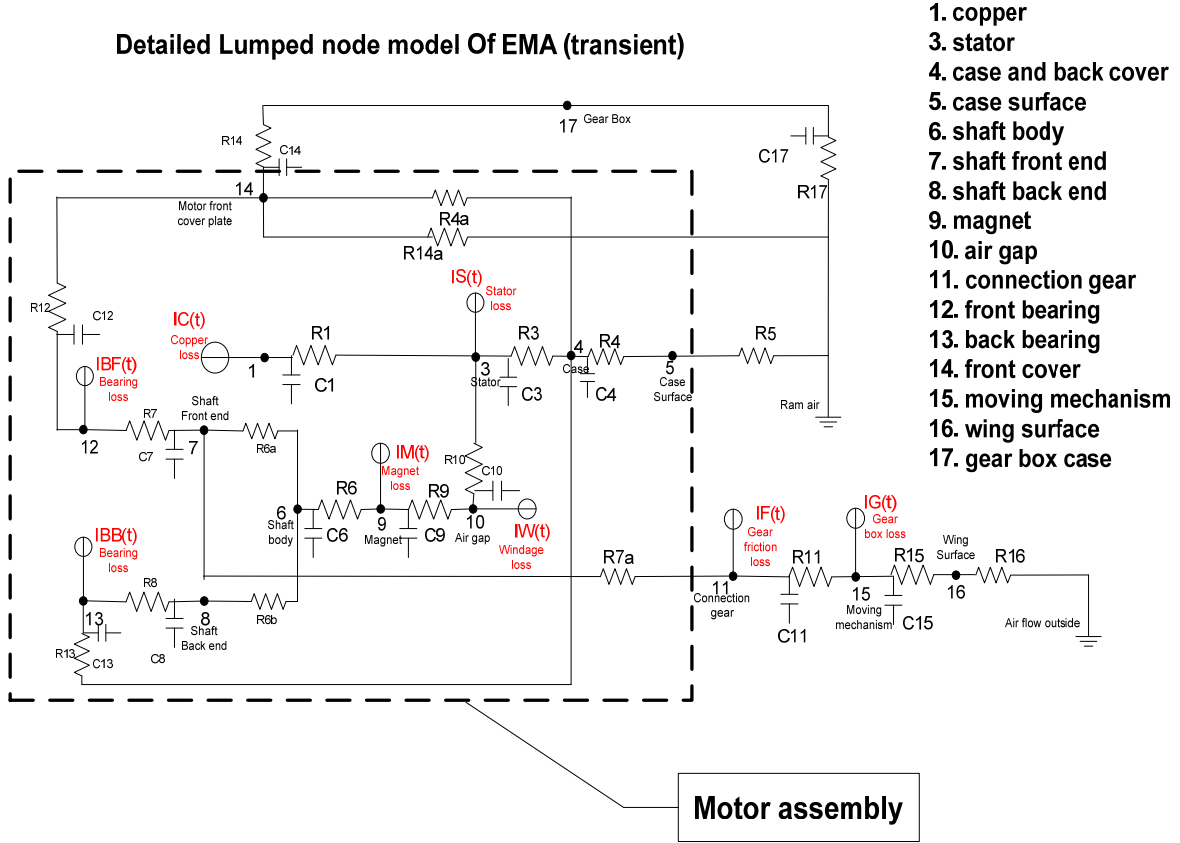 Detailed Lumped node model Of EMA (transient)
1. copper
3. stator
4. case and back cover
5. case surface
6. shaft body
7. shaft front end
8. shaft back end
9. magnet
10. air gap
11. connection gear
12. front bearing
13. back bearing
14. front cover
15. moving mechanism
16. wing surface
17. gear box case
17
Gear Box
R14
C14
C17
R17
14
Motor front
cover plate
R4a
R14a
R12
C12
IS(t)
Stator
loss
IC(t)
Copper
loss
1
R1
C1
3
Stator
R3
C3
4
Case
R4
C4
5
Case
Surface
R5
Ram air
IBF(t)
Bearing
loss
12
R7
C7
Shaft
Front end
7
R6a
R10
C10
IM(t)
Magnet
loss
6
Shaft
body
R6
C6
9
Magnet
R9
C9
10
Air gap
IW(t)
Windage
loss
IBB(t)
Bearing
loss
13
R8
C8
8
Shaft
Back end
R6b
R13
C13
R7a
IF(t)
Gear
friction
loss
11
Connection
gear
R11
C11
IG(t)
Gear
box loss
15
Moving
mechanism
R15
C15
Wing
Surface
16
R16
Air flow outside
Motor assembly